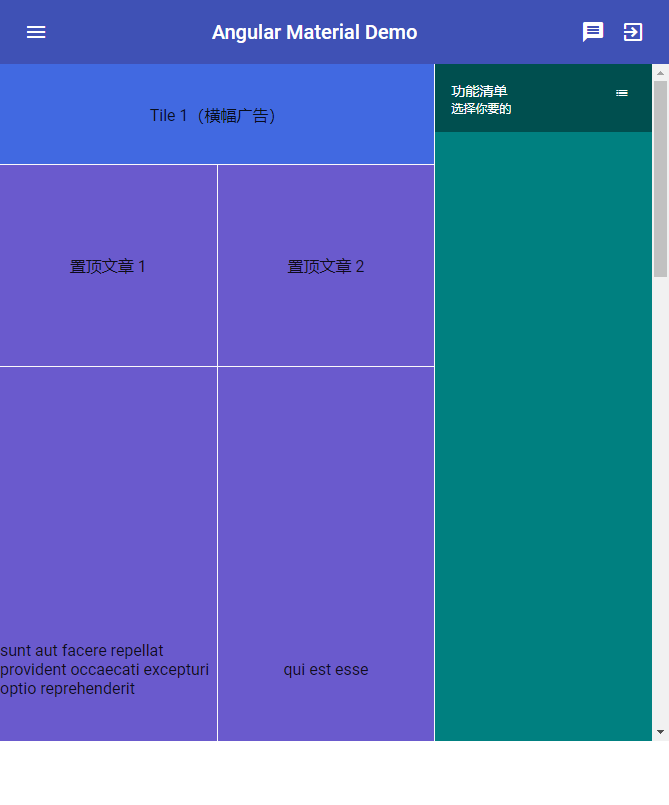 Angular Material Demo
Tile 1（横幅广告）
功能清单
选择你要的
置顶文章 1
置顶文章 2
sunt aut facere repellat
provident occaecati excepturi
optio reprehenderit
qui est esse